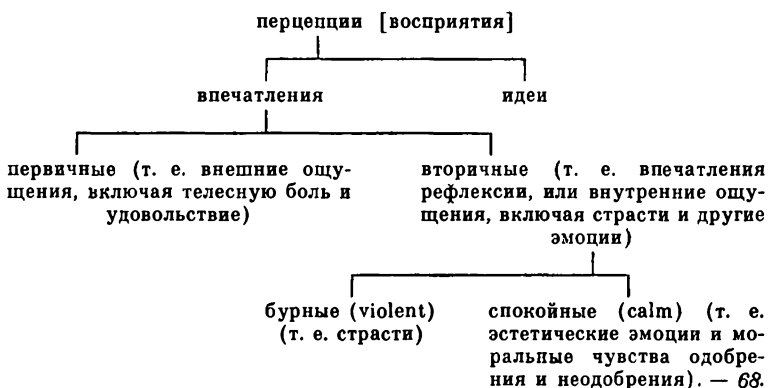 перцепции [восприятия]
впечатления
идеи
первичные (т. е. внешние ощу-
щения, включая телесную боль и
удовольствие)
вторичные (т. е. впечатления
рефлексии, или внутренние ощу-
щения, включая страсти и другие
эмоции)
бурные (violent)
(т. е. страсти)
спокойные (calm) (т. е.
эстетические эмоции и мо-
ральные чувства одобре-
ния и неодобрения). — 68.